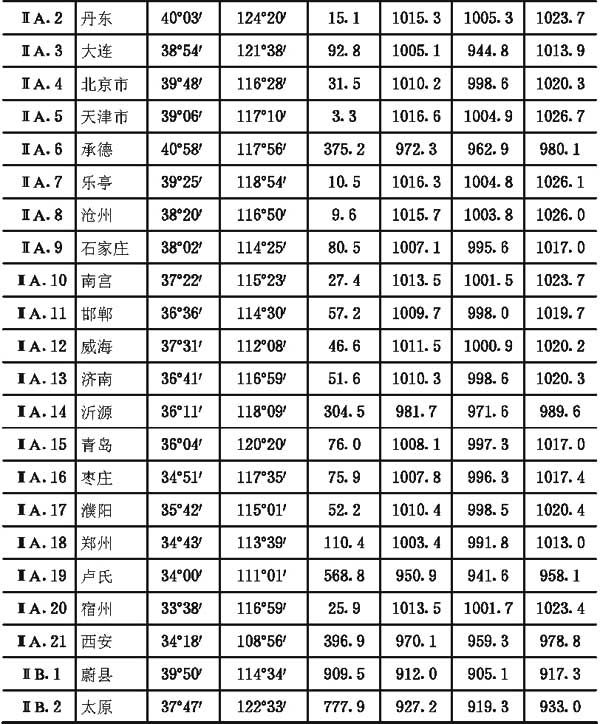 ⅡA.2 丹东 40°03′ 124°20′ 15.1 1015.3 1005.3 1023.7
ⅡA.3 大连 38°54′ 121°38′ 92.8 1005.1 944.8 1013.9
ⅡA.4 北京市 39°48′ 116°28′ 31.5 1010.2 998.6 1020.3
ⅡA.5 天津市 39°06′ 117°10′ 3.3 1016.6 1004.9 1026.7
ⅡA.6 承德 40°58′ 117°56′ 375.2 972.3 962.9 980.1
ⅡA.7 乐亭 39°25′ 118°54′ 10.5 1016.3 1004.8 1026.1
ⅡA.8 沧州 38°20′ 116°50′ 9.6 1015.7 1003.8 1026.0
ⅡA.9 石家庄 38°02′ 114°25′ 80.5 1007.1 995.6 1017.0
ⅡA.10 南宫 37°22′ 115°23′ 27.4 1013.5 1001.5 1023.7
ⅡA.11 邯郸 36°36′ 114°30′ 57.2 1009.7 998.0 1019.7
ⅡA.12 威海 37°31′ 112°08′ 46.6 1011.5 1000.9 1020.2
ⅡA.13 济南 36°41′ 116°59′ 51.6 1010.3 998.6 1020.3
ⅡA.14 沂源 36°11′ 118°09′ 304.5 981.7 971.6 989.6
ⅡA.15 青岛 36°04′ 120°20′ 76.0 1008.1 997.3 1017.0
ⅡA.16 枣庄 34°51′ 117°35′ 75.9 1007.8 996.3 1017.4
ⅡA.17 濮阳 35°42′ 115°01′ 52.2 1010.4 998.5 1020.4
ⅡA.18 郑州 34°43′ 113°39′ 110.4 1003.4 991.8 1013.0
ⅡA.19 卢氏 34°00′ 111°01′ 568.8 950.9 941.6 958.1
ⅡA.20 宿州 33°38′ 116°59′ 25.9 1013.5 1001.7 1023.4
ⅡA.21 西安 34°18′ 108°56′ 396.9 970.1 959.3 978.8
ⅡB.1 蔚县 39°50′ 114°34′ 909.5 912.0 905.1 917.3
ⅡB.2 太原 37°47′ 122°33′ 777.9 927.2 919.3 933.0